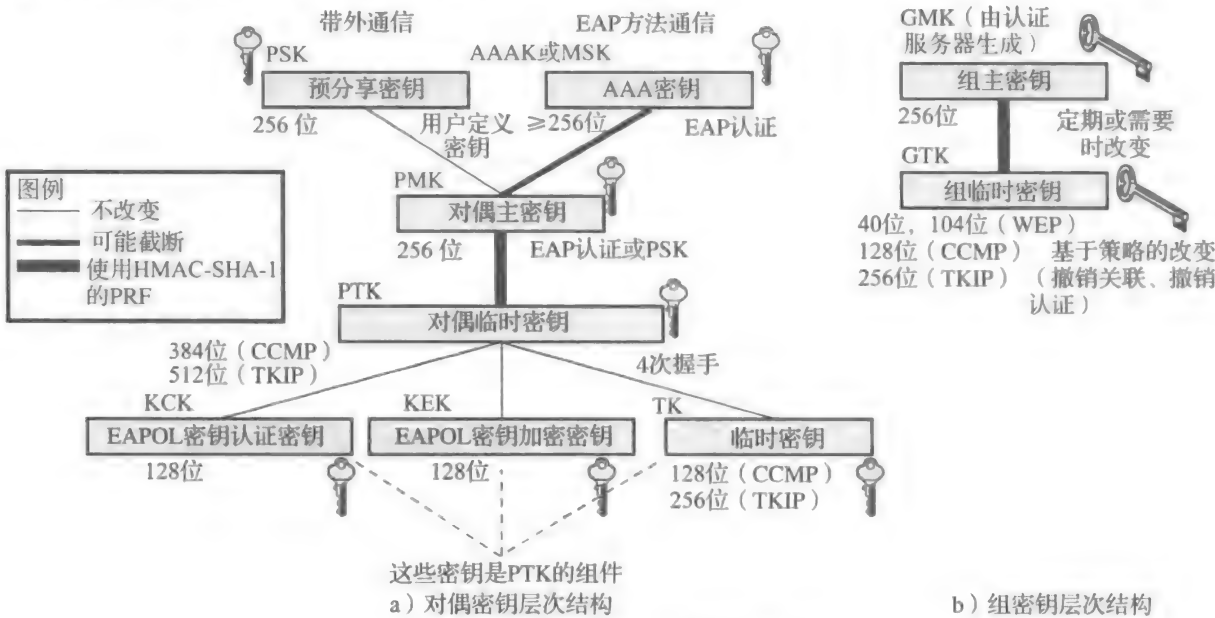 带外通信
EAP方法通信
PSK
AAAK或MSK
预分享密钥
AAA密钥
256 位
用户定义
密钥
≥256位
EAP认证
PMK
对偶主密钥
256 位
EAP认证或PSK
图例
不改变
可能截断
使用HMAC-SHA-1
的PRF
PTK
对偶临时密钥
384位（CCMP）
512位（TKIP）
4次握手
KCK
KEK
TK
EAPOL密钥认证密钥
EAPOL密钥加密密钥
临时密钥
128位
128位
128位（CCMP）
256位（TKIP）
这些密钥是PTK的组件
a）对偶密钥层次结构
GMK（由认证
服务器生成）
组主密钥
256位
定期或需要
时改变
GTK
组临时密钥
40位，104位（WEP）
128位（CCMP） 基于策略的改变
256位（TKIP） （撤销关联、撤销
认证）
b）组密钥层次结构